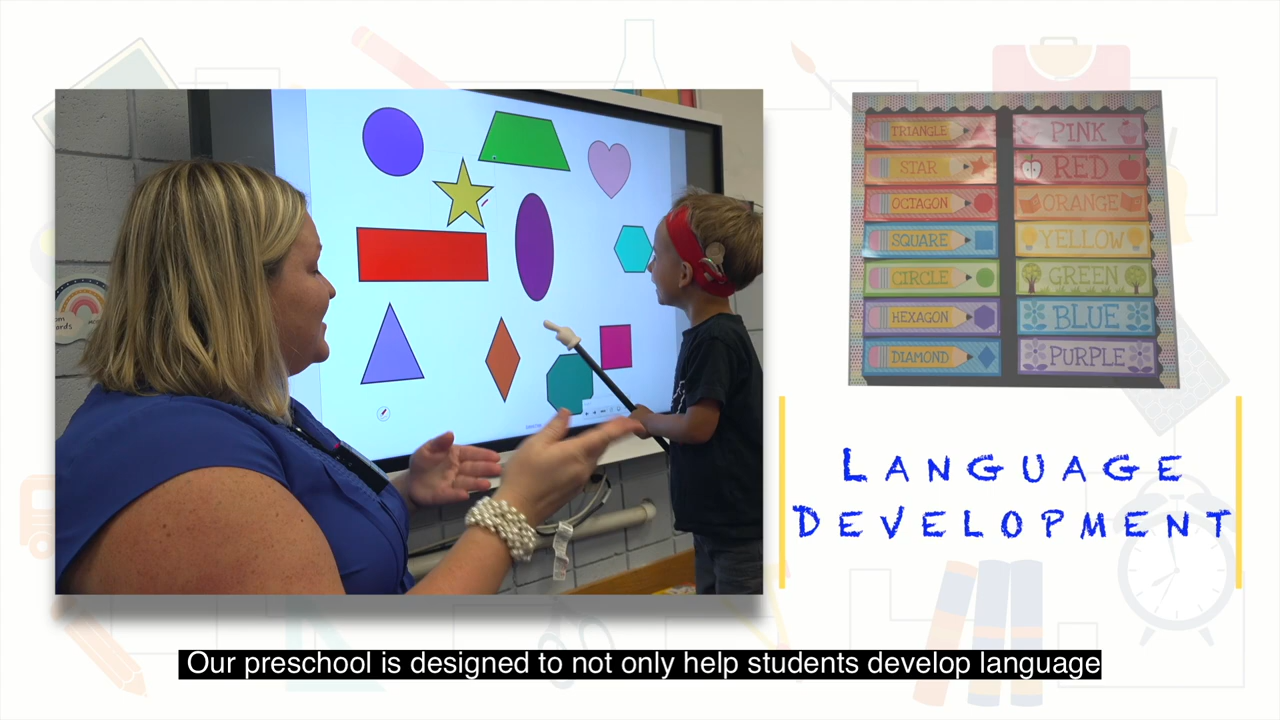 TRIANGLE
STAR
OCTAGON
SQUARE
CIRCLE
HEXAGON
DIAMOND
PINK
RED
ORANGE
YELLOW
GREEN
BLUE
PURPLE
LANGUAGE
DEVELOPMENT
Our preschool is designed to not only help students develop language